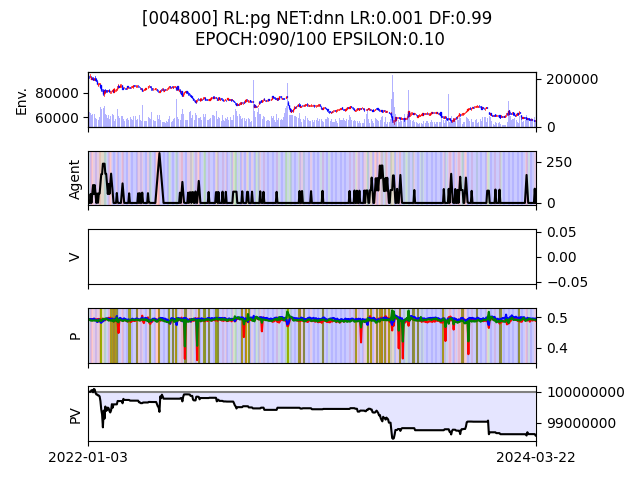 [004800] RL:pg NET:dnn LR:0.001 DF:0.99
EPOCH:090/100 EPSILON:0.10
Env.
80000
60000
200000
0
Agent
250
0
V
0.05
0.00
−0.05
P
0.5
0.4
PV
100000000
99000000
2022-01-03
2024-03-22